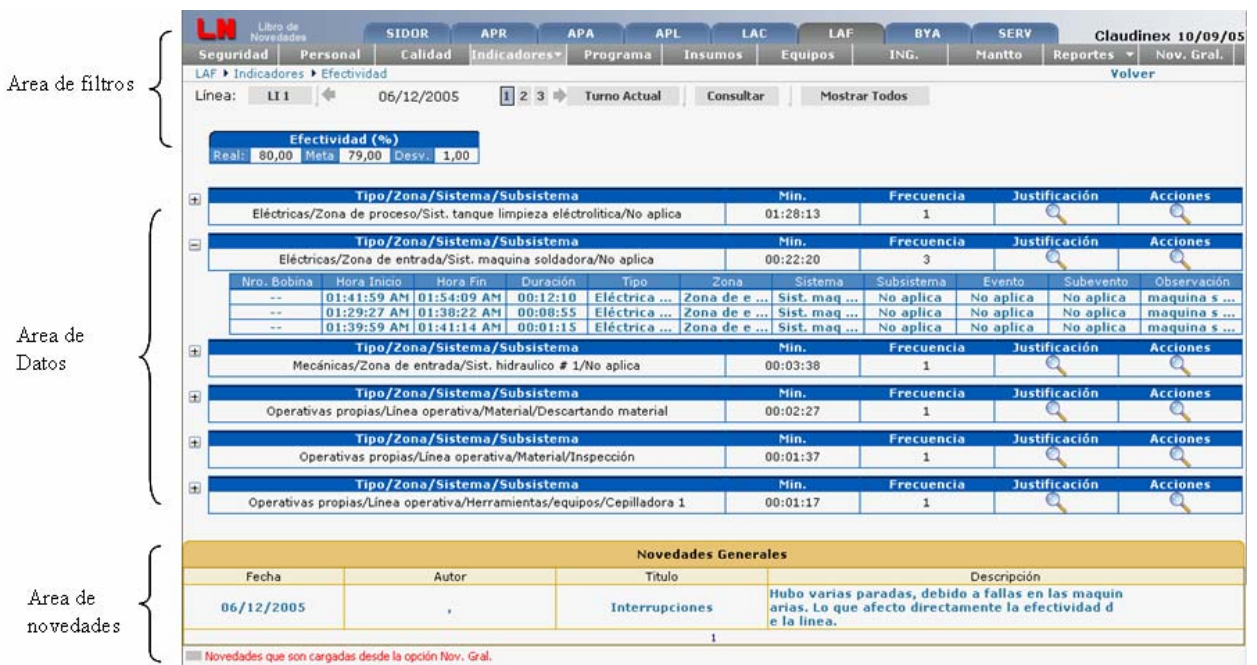 LN Libro de Novedades
SIDOR APR APA APL LAC LAF BYA SERV Claudinex 10/09/05
Seguridad Personal Calidad Indicadores Programa Insumos Equipos ING. Mantto Reportes Nov. Gral.
LAF Indicadores Efectividad Volver
Area de filtros
Línea: LI 1 06/12/2005 1 2 3 Turno Actual Consultar Mostrar Todos
Efectividad (%)
Real: 80,00 Meta 79,00 Desv. 1,00
Tipo/Zona/Sistema/Subsistema Min. Frecuencia Justificación Acciones
Eléctricas/Zona de proceso/Sist. tanque limpieza eléctrolitica/No aplica 01:28:13 1
Tipo/Zona/Sistema/Subsistema Min. Frecuencia Justificación Acciones
Eléctricas/Zona de entrada/Sist. maquina soldadora/No aplica 00:22:20 3
Nro. Bobina Hora Inicio Hora Fin Duración Tipo Zona Sistema Subsistema Evento Subevento Observación
-- 01:41:59 AM 01:54:09 AM 00:12:10 Eléctrica ... Zona de e ... Sist. maq ... No aplica No aplica No aplica maquina s ...
-- 01:29:27 AM 01:38:22 AM 00:08:55 Eléctrica ... Zona de e ... Sist. maq ... No aplica No aplica No aplica maquina s ...
-- 01:39:59 AM 01:41:14 AM 00:01:15 Eléctrica ... Zona de e ... Sist. maq ... No aplica No aplica No aplica maquina s ...
Area de
Datos
Tipo/Zona/Sistema/Subsistema Min. Frecuencia Justificación Acciones
Mecánicas/Zona de entrada/Sist. hidraulico # 1/No aplica 00:03:38 1
Tipo/Zona/Sistema/Subsistema Min. Frecuencia Justificación Acciones
Operativas propias/Línea operativa/Material/Descartando material 00:02:27 1
Tipo/Zona/Sistema/Subsistema Min. Frecuencia Justificación Acciones
Operativas propias/Línea operativa/Material/Inspección 00:01:37 1
Tipo/Zona/Sistema/Subsistema Min. Frecuencia Justificación Acciones
Operativas propias/Línea operativa/Herramientas/equipos/Cepilladora 1 00:01:17 1
Novedades Generales
Fecha Autor Titulo Descripción
06/12/2005 , Interrupciones Hubo varias paradas, debido a fallas en las maquin
arias. Lo que afecto directamente la efectividad d
e la linea.
1
Area de
novedades
Novedades que son cargadas desde la opción Nov. Gral.